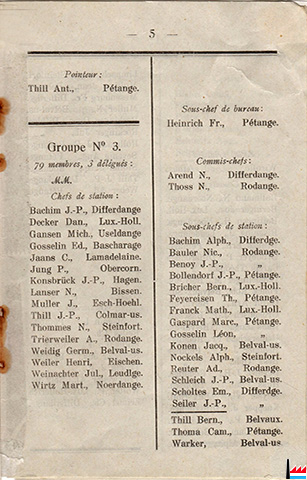 — 5 —
Pointeur:
Thill Ant., Pétange.
Groupe Nº 3.
79 membres, 3 délégués:
MM.
Chefs de station:
Bachim J.-P., Differdange
Decker Dan., Lux.-Holl.
Gansen Mich., Useldange
Gosselin Ed., Bascharage
Jaans C., Lamadelaine.
Jung P., Obercorn.
Konsbrück J.-P., Hagen.
Lanser N., Bissen.
Muller J., Esch-Hoehl.
Thill J.-P., Colmar-us.
Thommes N., Steinfort.
Trierweiler A., Rodange.
Weidig Germ., Belval-us.
Weiler Henri, Eischen.
Weinachter Jul., Leudlge.
Wirtz Mart., Noerdange.
Sous-chef de bureau:
Heinrich Fr., Pétange.
Commis-chefs:
Arend N., Differdange.
Thoss N., Rodange.
Sous-chefs de station:
Bachim Alph., Differdge.
Bauler Nic., Rodange.
Benoy J.-P., „
Bollendorf J.-P., Pétange.
Bricher Bern., Lux-Holl.
Feyereisen Th., Pétange.
Franck Math., Lux-Holl.
Gaspard Marc., Pétange.
Gosselin Léon, „
Konen Jacq., Belval-us.
Nockels Alph., Steinfort.
Reuter Ad., Rodange.
Schleich J.-P., Belval-us.
Scholtes Em., Differdge.
Seiler J.-P., „
Thill Bern., Belvaux.
Thoma Cam., Pétange.
Warker, Belval-us